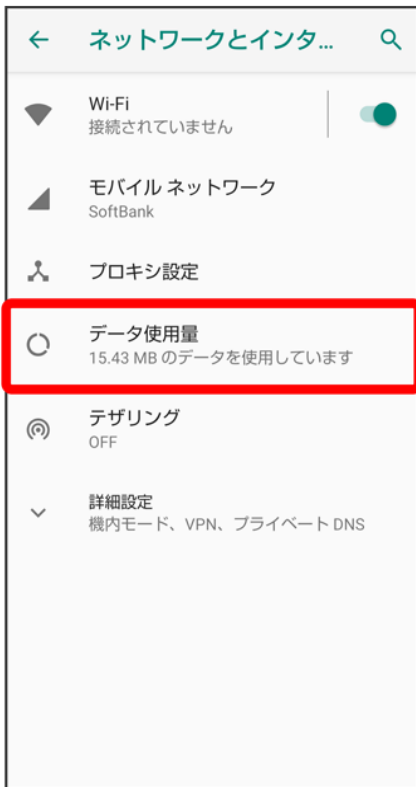 ネットワークとインタ...
Wi-Fi
接続されていません
モバイル ネットワーク
SoftBank
プロキシ設定
データ使用量
15.43 MB のデータを使用しています
テザリング
OFF
詳細設定
機内モード、VPN、プライベート DNS